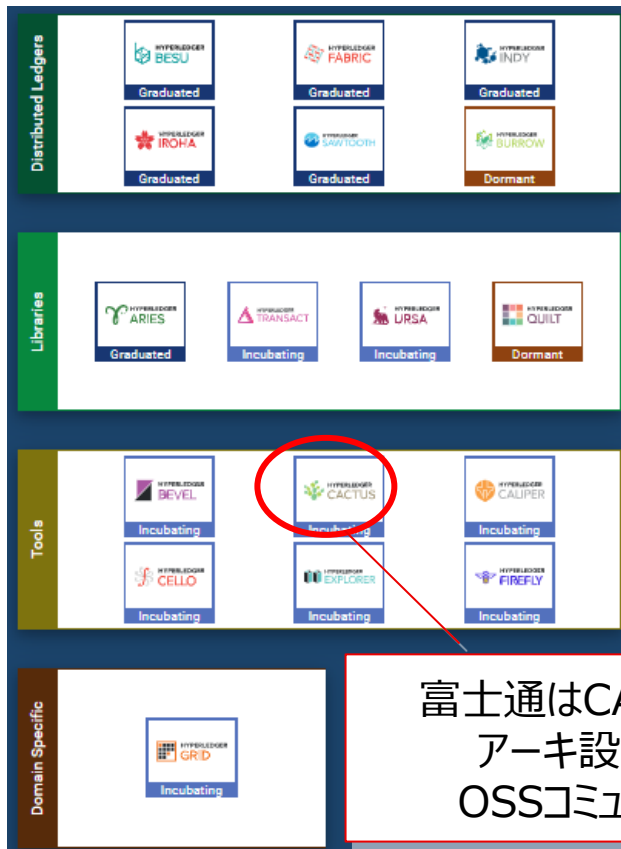 Distributed Ledgers
HYPERLEDGER
BESU
Graduated
HYPERLEDGER
FABRIC
Graduated
HYPERLEDGER
INDY
Graduated
HYPERLEDGER
IROHA
Graduated
HYPERLEDGER
SAWTOOTH
Graduated
HYPERLEDGER
BURROW
Dormant
Libraries
HYPERLEDGER
ARIES
Graduated
HYPERLEDGER
TRANSACT
Incubating
HYPERLEDGER
URSA
Incubating
HYPERLEDGER
QUILT
Dormant
Tools
HYPERLEDGER
BEVEL
Incubating
HYPERLEDGER
CACTUS
Incubating
HYPERLEDGER
CALIPER
Incubating
HYPERLEDGER
CELLO
Incubating
HYPERLEDGER
EXPLORER
Incubating
HYPERLEDGER
FIREFLY
Incubating
Domain Specific
HYPERLEDGER
GRID
Incubating
富士通はCA
アーキ設
OSSコミュ